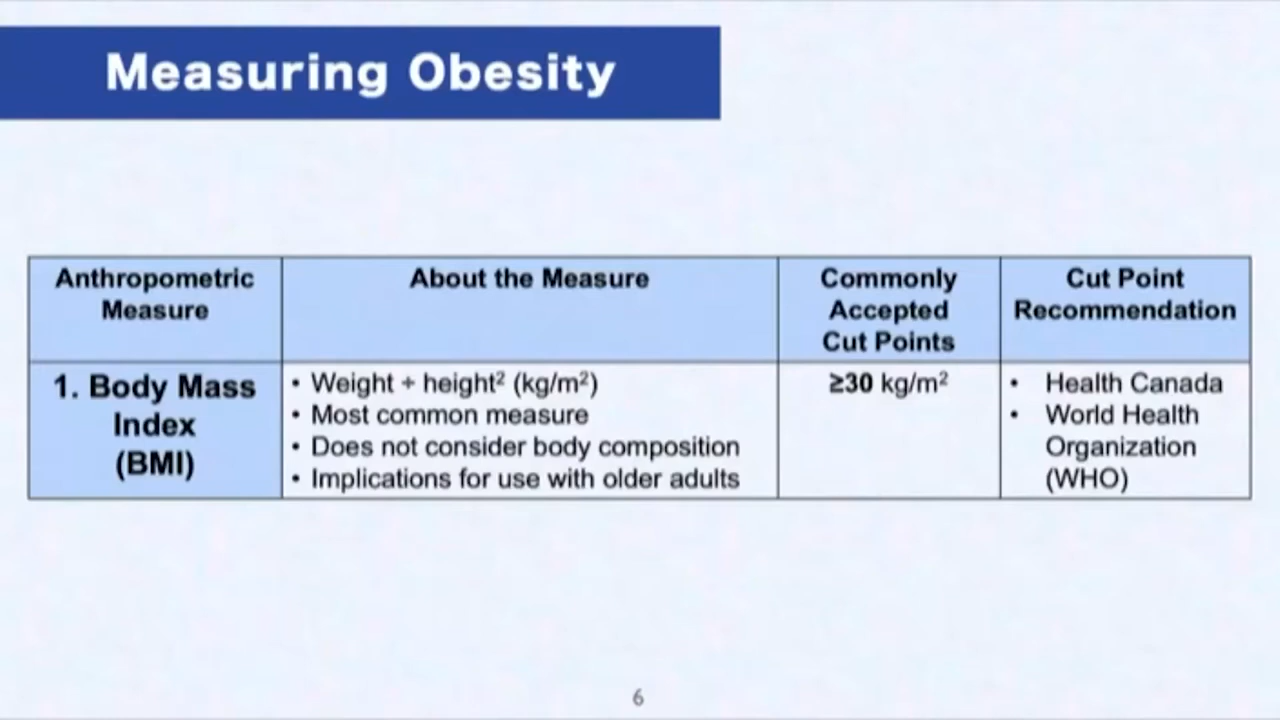 Measuring Obesity
Anthropometric
Measure
About the Measure
Commonly
Accepted
Cut Points
Cut Point
Recommendation
1. Body Mass
Index
(BMI)
• Weight ÷ height² (kg/m²)
• Most common measure
• Does not consider body composition
• Implications for use with older adults
≥30 kg/m²
• Health Canada
• World Health
Organization
(WHO)
6